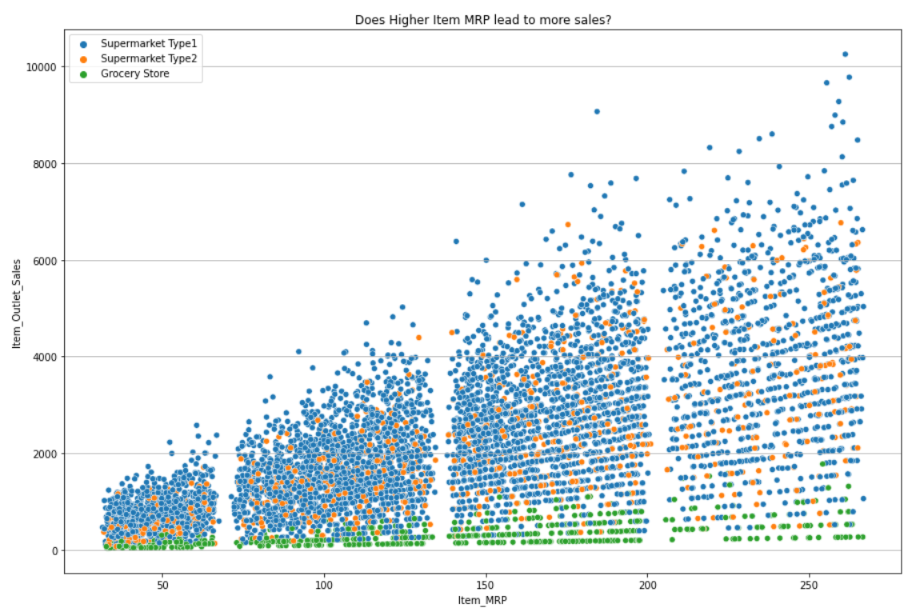 Does Higher Item MRP lead to more sales?
Supermarket Type1
Supermarket Type2
Grocery Store
10000
8000
6000
4000
2000
0
Item_Outlet_Sales
50
100
150
200
250
Item_MRP